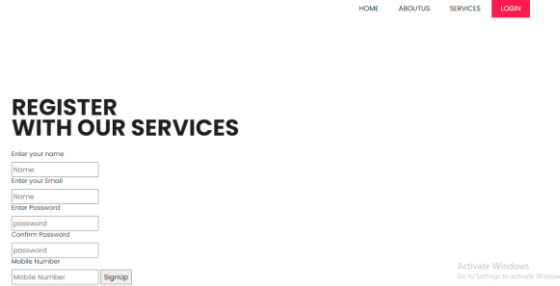 HOME ABOUTUS SERVICES LOGIN
REGISTER
WITH OUR SERVICES
Enter your name
Name
Enter your Email
Name
Enter Password
password
Confirm Password
password
Mobile Number
Mobile Number SignUp
Activate Windows
Go to Settings to activate Window